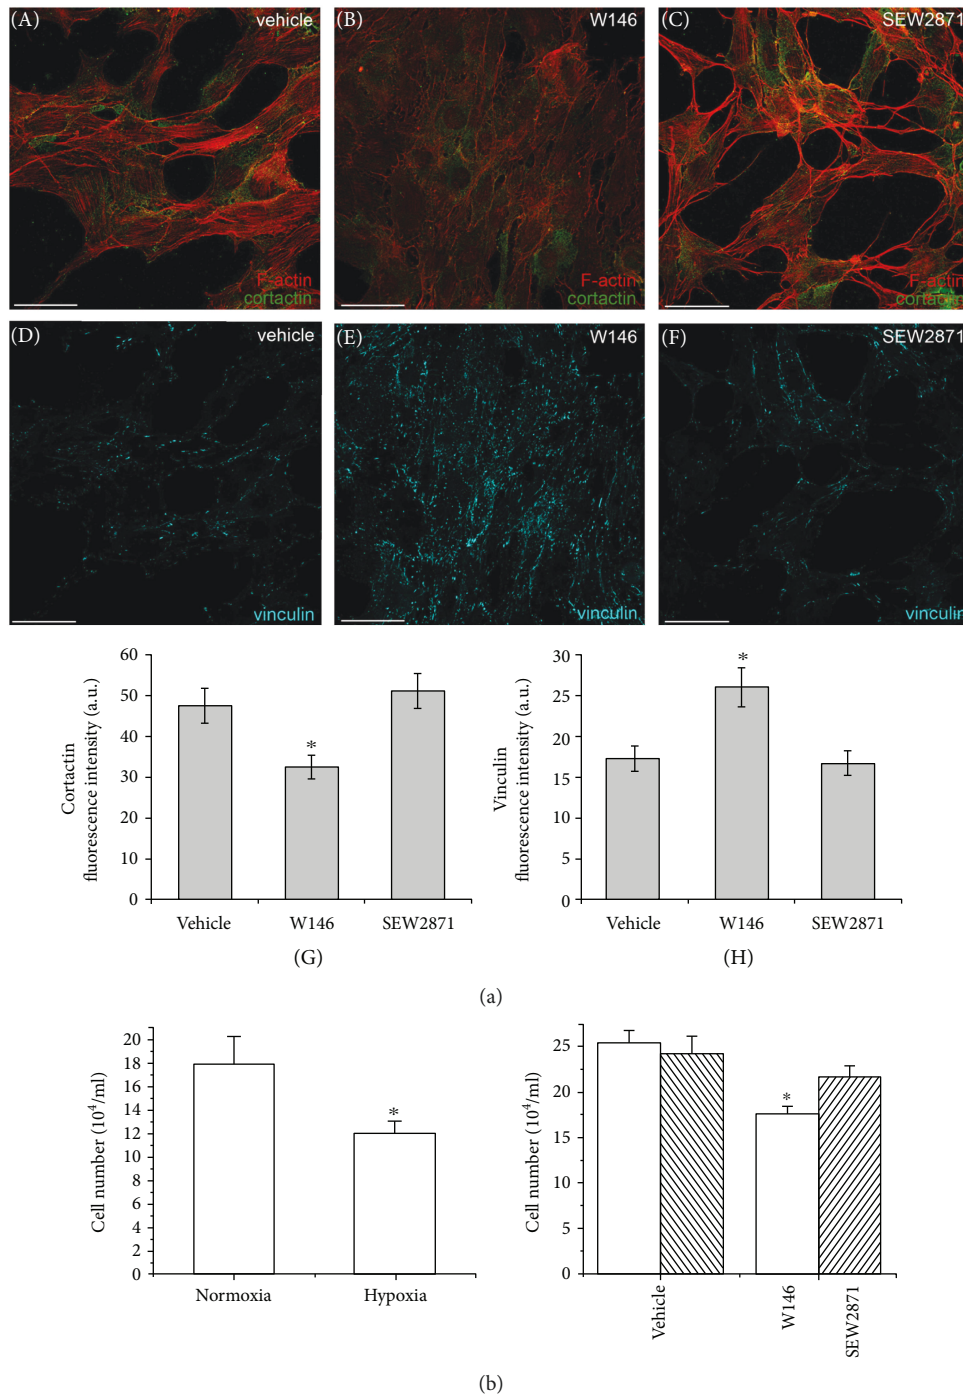 (A) vehicle
F-actin
cortactin
(B) W146
F-actin
cortactin
(C) SEW2871
F-actin
cortactin
(D) vehicle
vinculin
(E) W146
vinculin
(F) SEW2871
vinculin
Cortactin
fluorescence intensity (a.u.)
60
50
40
30
20
10
0
*
Vehicle W146 SEW2871
(G)
Vinculin
fluorescence intensity (a.u.)
30
25
20
15
10
5
0
*
Vehicle W146 SEW2871
(H)
(a)
Cell number (10⁴/ml)
20
18
16
14
12
10
8
6
4
2
0
*
Normoxia Hypoxia
Cell number (10⁴/ml)
25
20
15
10
5
0
*
Vehicle
W146
SEW2871
(b)